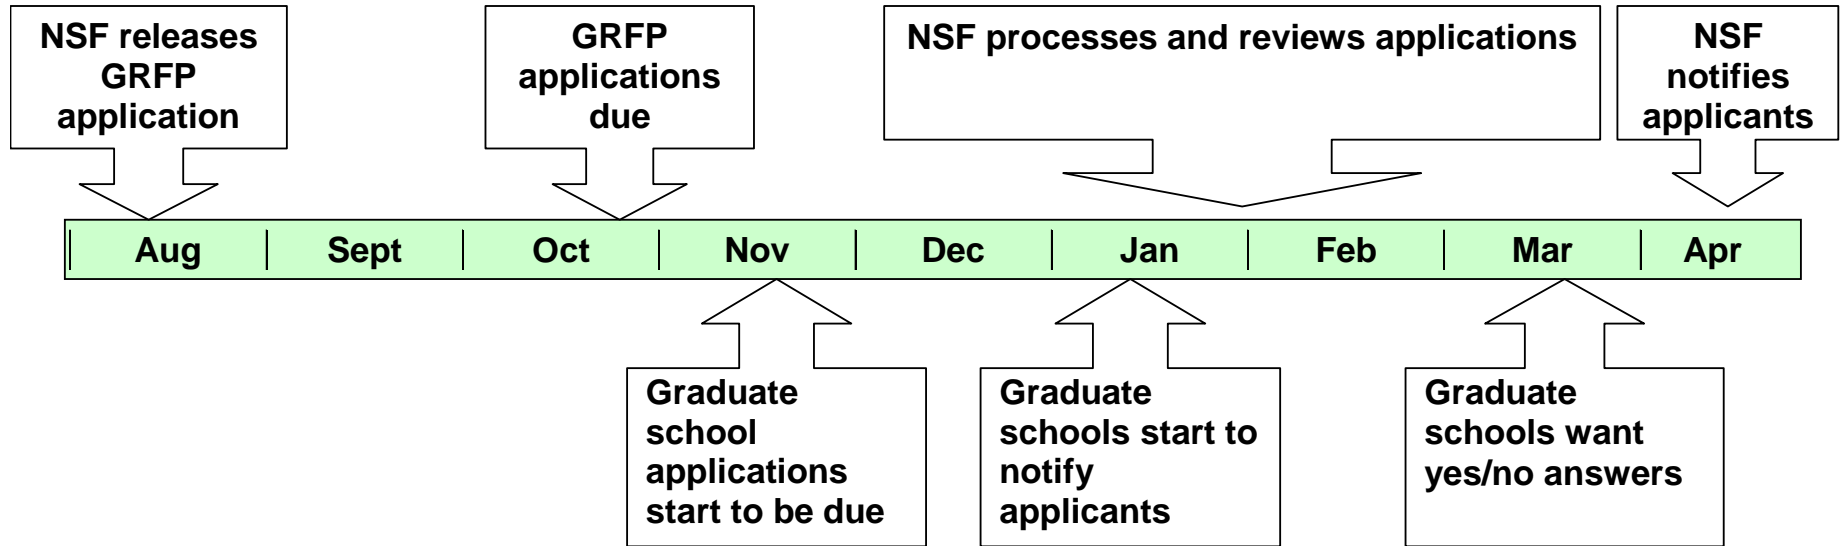 NSF releases
GRFP
application
GRFP
applications
due
NSF processes and reviews applications
NSF
notifies
applicants
Aug Sept Oct Nov Dec Jan Feb Mar Apr
Graduate
school
applications
start to be due
Graduate
schools start to
notify
applicants
Graduate
schools want
yes/no answers